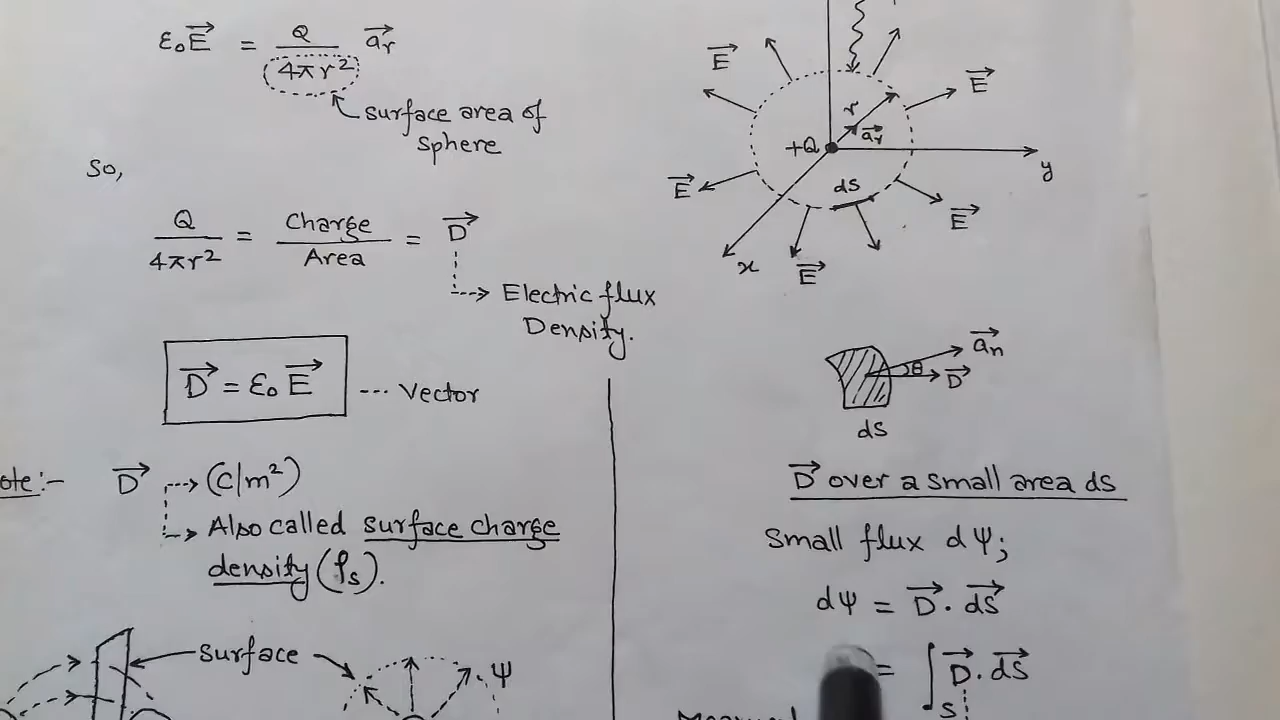 ε₀E⃗ = Q / 4πr² a⃗r
surface area of
sphere
So,
Q / 4πr² = Charge / Area = D⃗
Electric flux
Density.
D⃗ = ε₀ E⃗ --- Vector
ote:- D⃗ (C/m²)
Also called surface charge
density (ρs).
surface
Ψ
E⃗
E⃗
r
+Q
a⃗r
y
E⃗
dS
E⃗
x
E⃗
a⃗n
θ
D⃗
dS
D⃗ over a small area ds
Small flux dΨ;
dΨ = D⃗ . dS⃗
= ∫S D⃗ . dS⃗